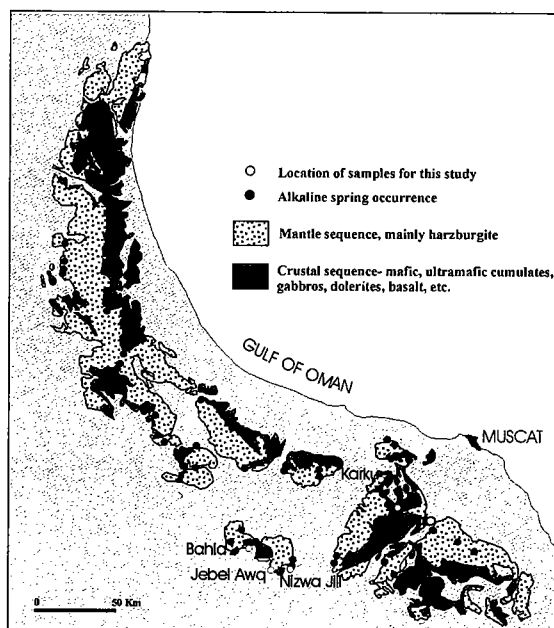 Location of samples for this study
Alkaline spring occurrence
Mantle sequence, mainly harzburgite
Crustal sequence- mafic, ultramafic cumulates,
gabbros, dolerites, basalt, etc.
GULF OF OMAN
MUSCAT
Karku
Bahla
Jebel Awq
Nizwa Jill
0 50 Km